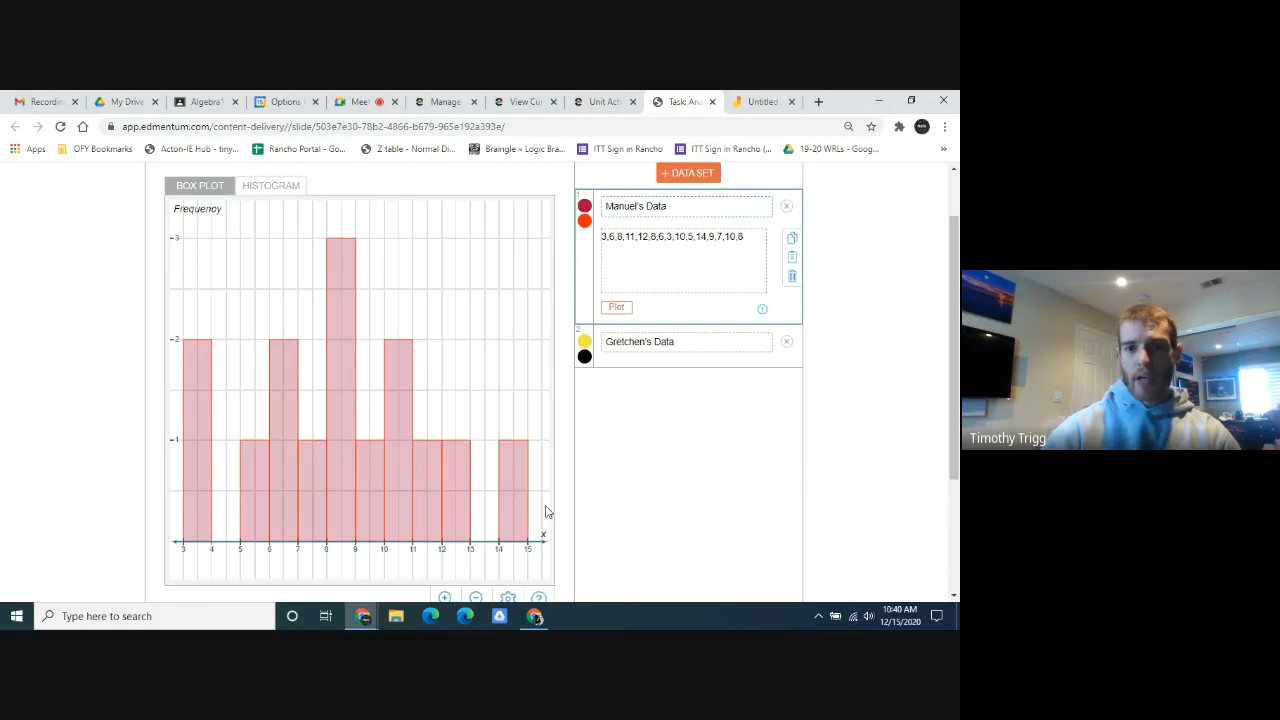 Recording
My Drive
Algebra'
Options
Meet
Manage
View Cur
Unit Acti
Task: Ana
Untitled
app.edmentum.com/content-delivery//slide/503e7e30-78b2-4866-b679-965e192a393e/
Apps
OFY Bookmarks
Acton-IE Hub - tiny...
Rancho Portal - Go...
Z table - Normal Di...
Braingle » Logic Bra...
ITT Sign in Rancho
ITT Sign in Rancho (...
19-20 WRLs - Goog...
»
BOX PLOT
HISTOGRAM
Frequency
3
2
1
x
3 4 5 6 7 8 9 10 11 12 13 14 15
+ DATA SET
1
Manuel's Data
3,6,8,11,12,8,6,3,10,5,14,9,7,10,8
Plot
2
Gretchen's Data
Timothy Trigg
Type here to search
10:40 AM
12/15/2020